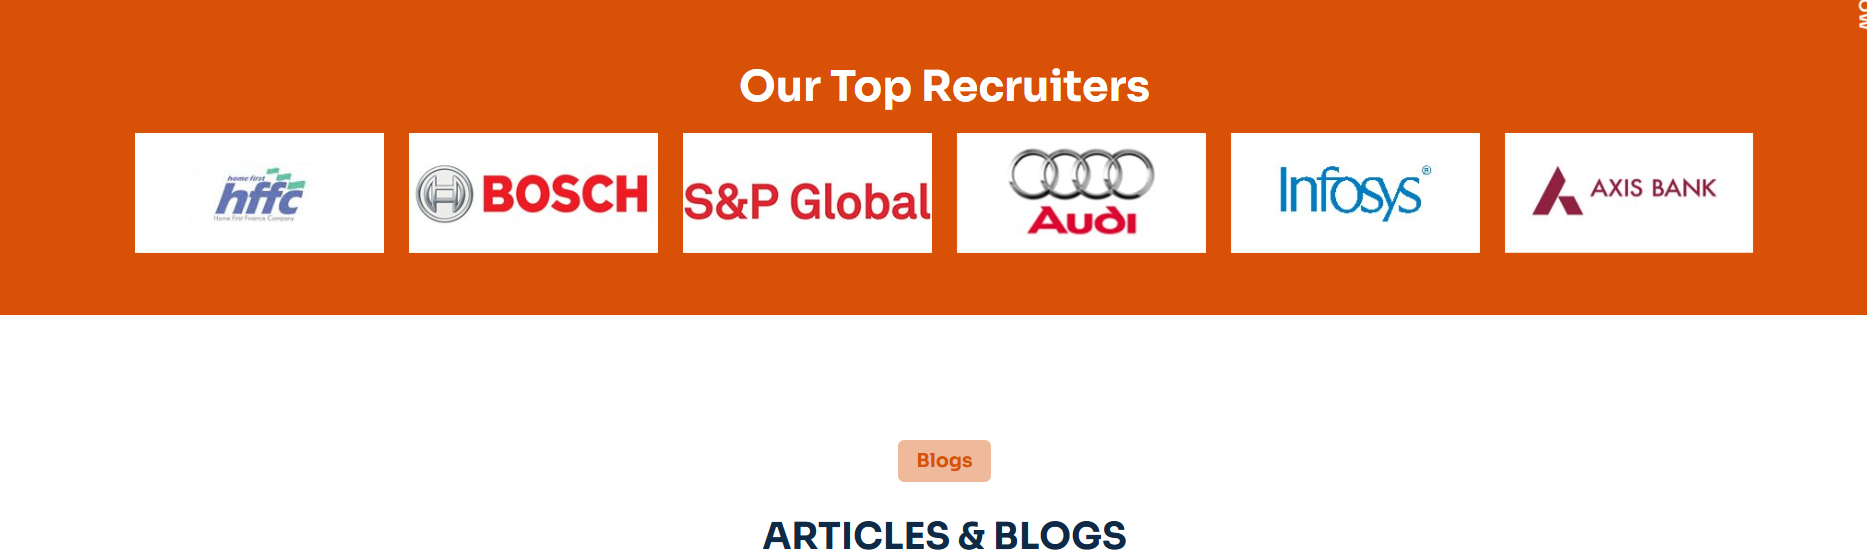 Our Top Recruiters
home first
hffc
Home First Finance Company
BOSCH
S&P Global
Audi
Infosys®
AXIS BANK
Blogs
ARTICLES & BLOGS